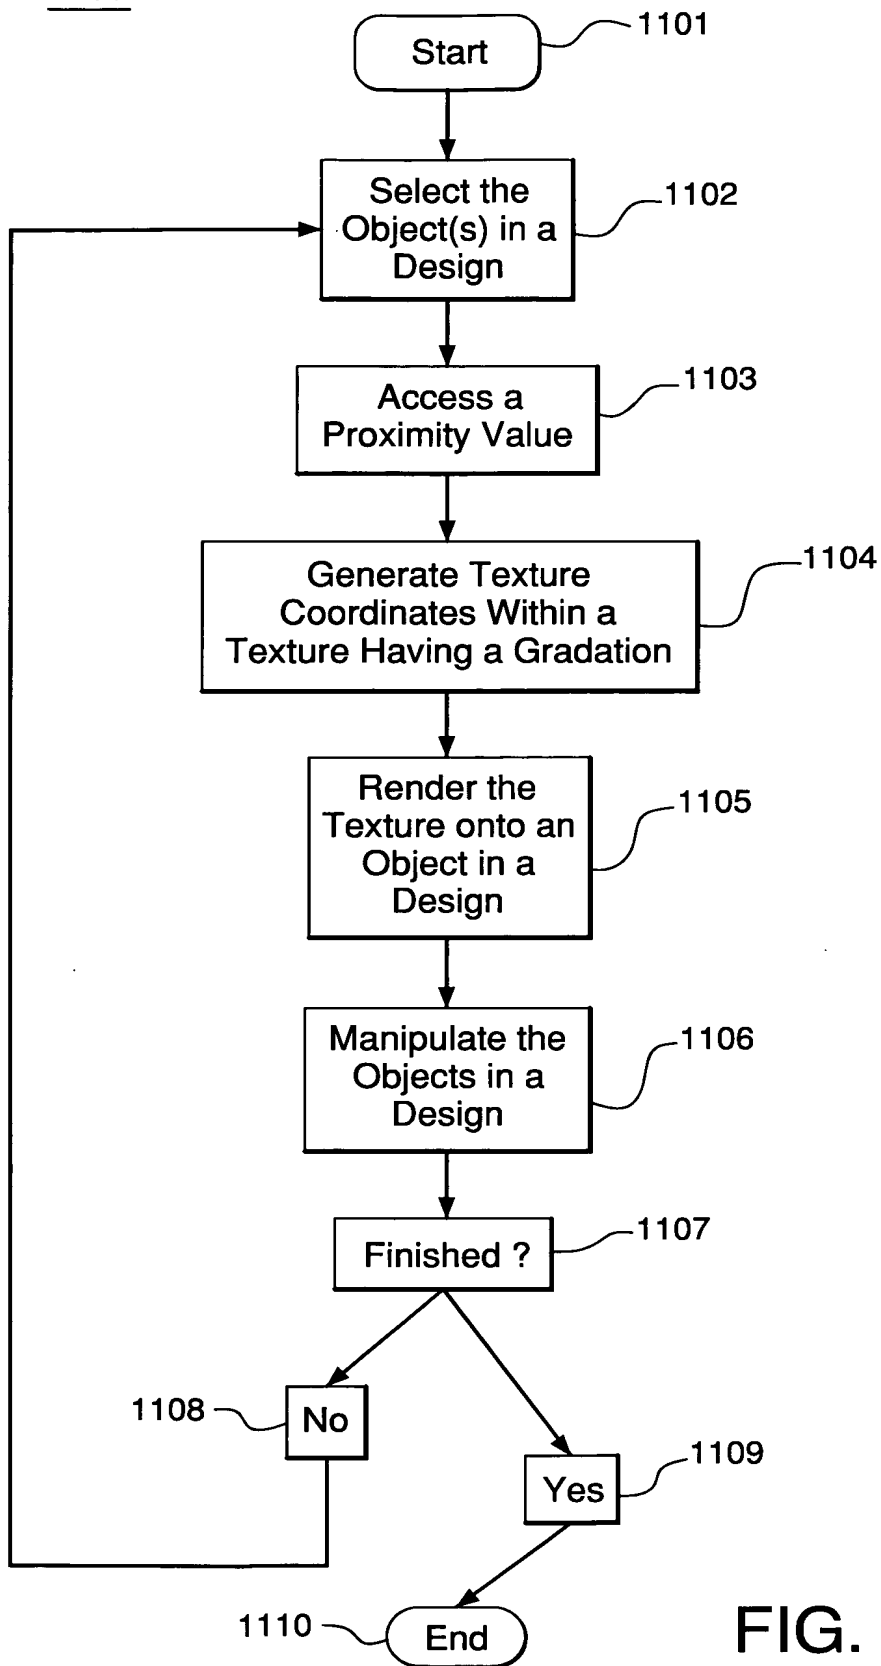 Start
1101
Select the
Object(s) in a
Design
1102
Access a
Proximity Value
1103
Generate Texture
Coordinates Within a
Texture Having a Gradation
1104
Render the
Texture onto an
Object in a
Design
1105
Manipulate the
Objects in a
Design
1106
Finished ?
1107
1108
No
Yes
1109
1110
End
FIG.